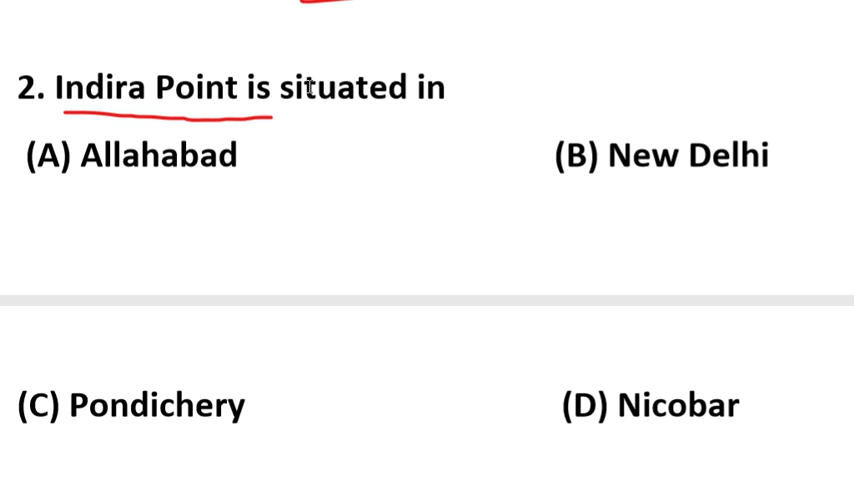 2. Indira Point is situated in
(A) Allahabad (B) New Delhi
(C) Pondichery (D) Nicobar